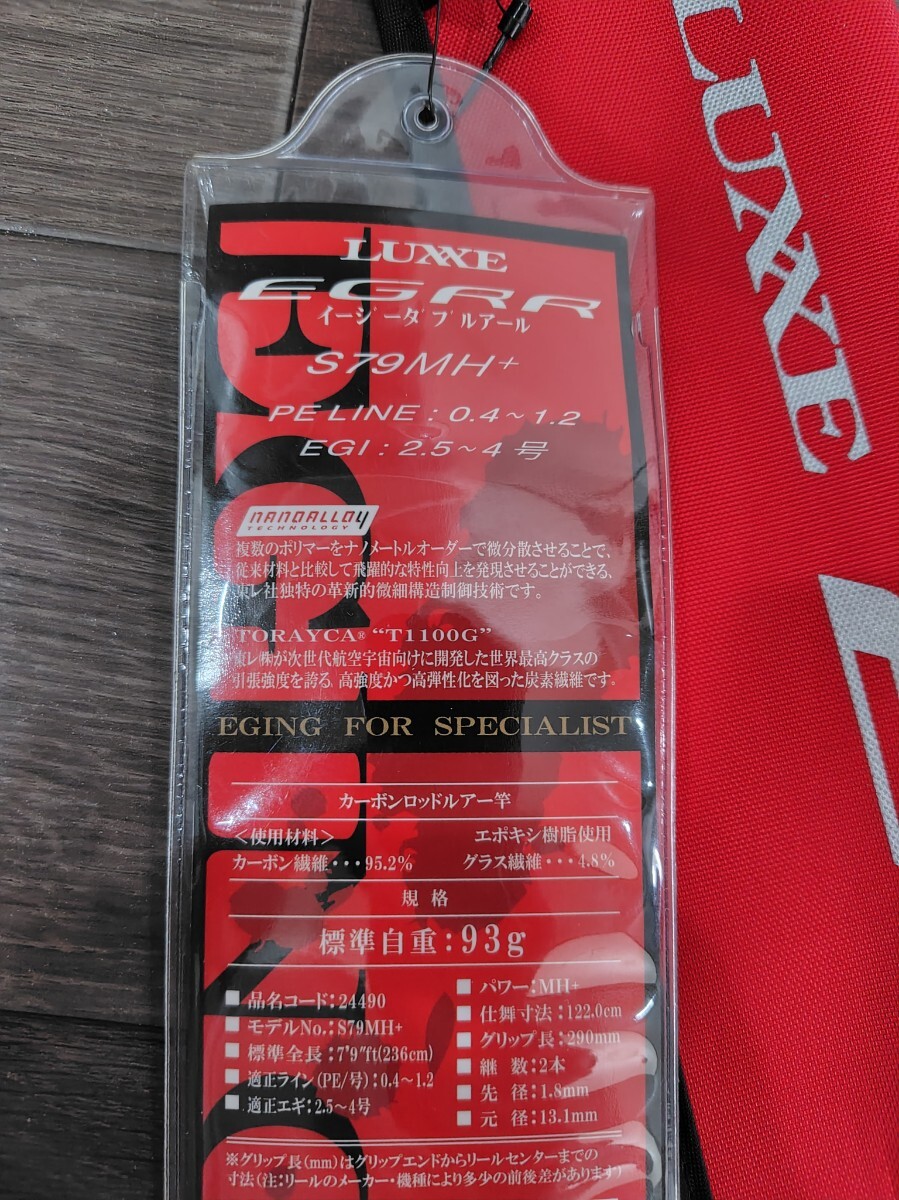 LUXXE
EGRR
イージーダブルアール
S79MH+
PE LINE : 0.4~1.2
EGI : 2.5~4 号
NANOALLOY
TECHNOLOGY
複数のポリマーをナノメートルオーダーで微分散させることで、
従来材料と比較して飛躍的な特性向上を発現させることができる、
東レ社独特の革新的微細構造制御技術です。
TORAYCA® “T1100G”
東レ㈱が次世代航空宇宙向けに開発した世界最高クラスの
引張強度を誇る、高強度かつ高弾性化を図った炭素繊維です。
EGING FOR SPECIALIST
カーボンロッドルアー竿
<使用材料> エポキシ樹脂使用
カーボン繊維・・・95.2% グラス繊維・・・4.8%
規格
標準自重:93g
■ 品名コード:24490
■ モデルNo.:S79MH+
■ 標準全長:7'9"ft(236cm)
■ 適正ライン(PE/号):0.4~1.2
■ 適正エギ:2.5~4号
■ パワー:MH+
■ 仕舞寸法:122.0cm
■ グリップ長:290mm
■ 継数:2本
■ 先径:1.8mm
■ 元径:13.1mm
※グリップ長(mm)はグリップエンドからリールセンターまでの
寸法(注:リールのメーカー・機種により多少の前後差があります)
LUXXE